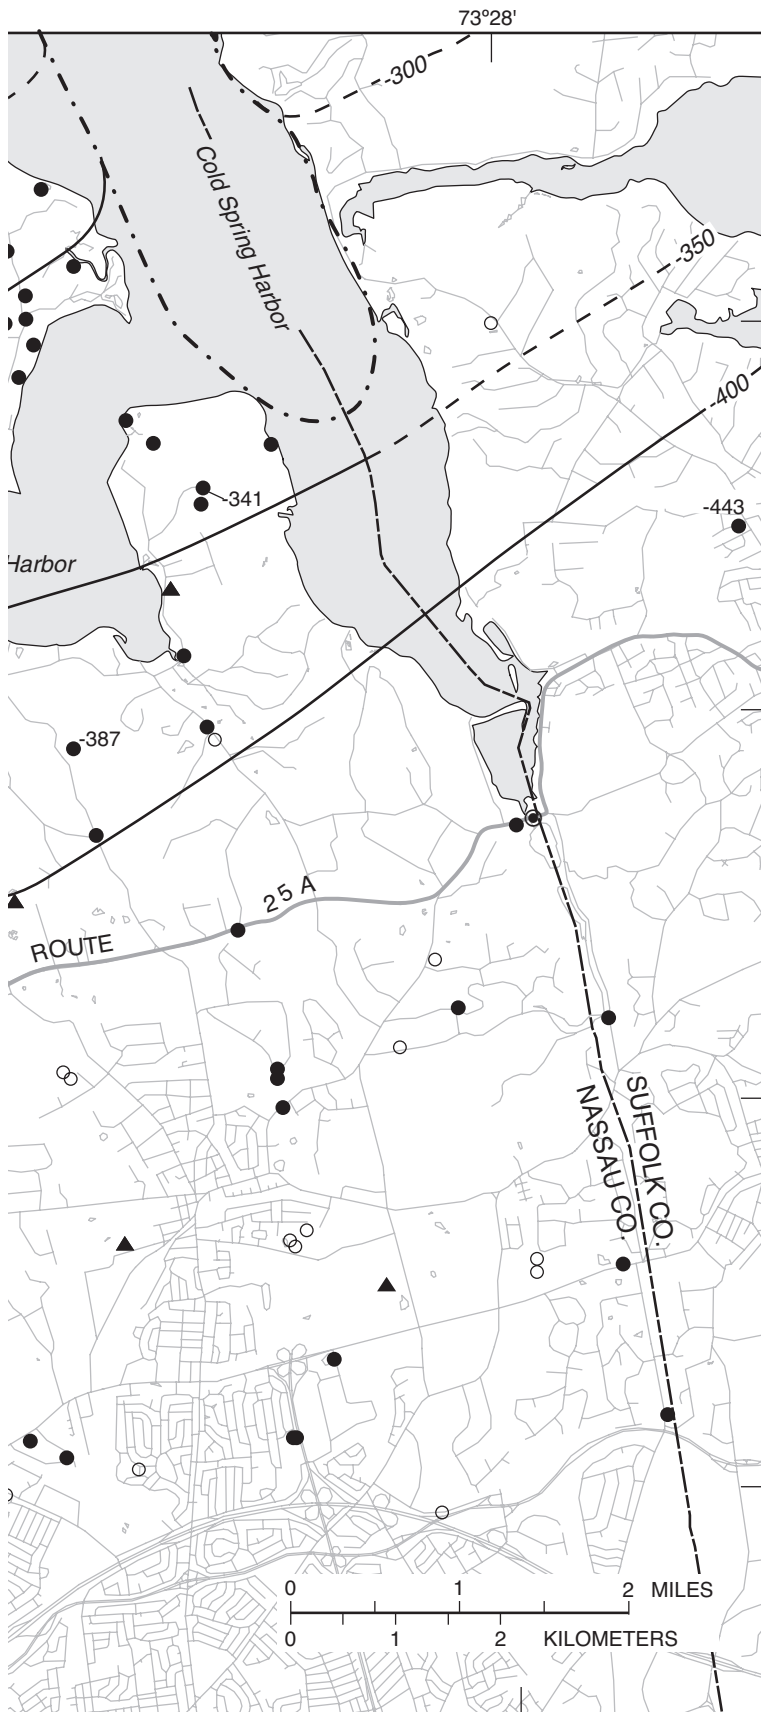 73°28'
-300
Cold Spring Harbor
-350
-400
-341
-443
Harbor
-387
ROUTE 25A
SUFFOLK CO.
NASSAU CO.
0 1 2 MILES
0 1 2 KILOMETERS